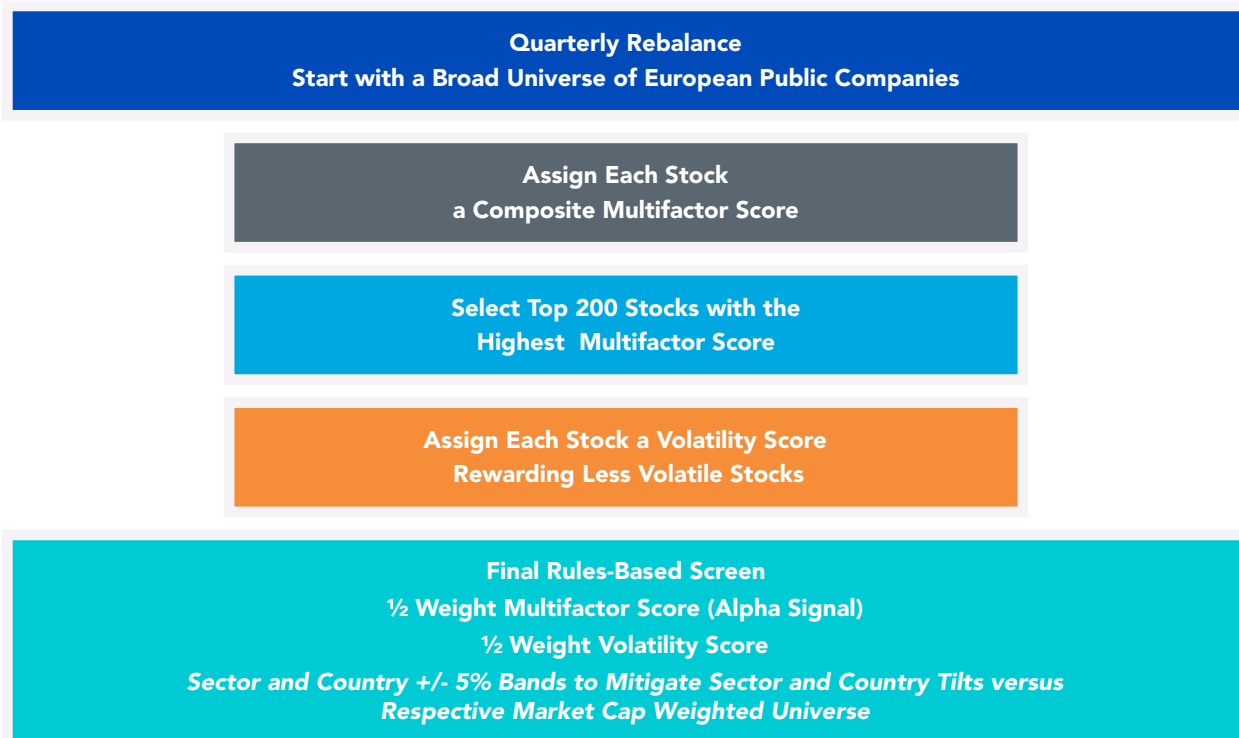 Quarterly Rebalance
Start with a Broad Universe of European Public Companies
Assign Each Stock
a Composite Multifactor Score
Select Top 200 Stocks with the
Highest Multifactor Score
Assign Each Stock a Volatility Score
Rewarding Less Volatile Stocks
Final Rules-Based Screen
½ Weight Multifactor Score (Alpha Signal)
½ Weight Volatility Score
Sector and Country +/- 5% Bands to Mitigate Sector and Country Tilts versus
Respective Market Cap Weighted Universe